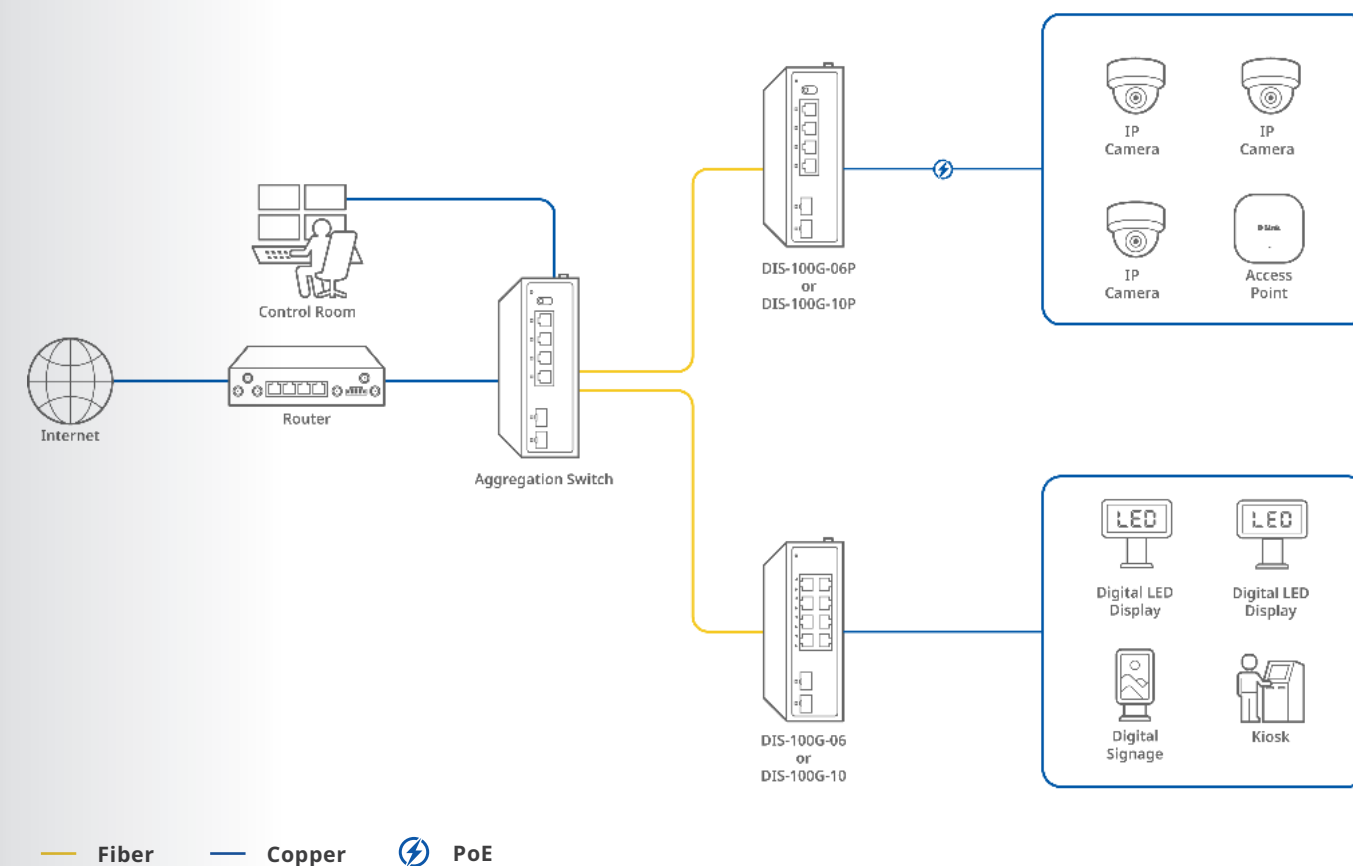 IP
Camera
IP
Camera
IP
Camera
D-Link
Access
Point
DIS-100G-06P
or
DIS-100G-10P
Control Room
Internet
Router
Aggregation Switch
LED
LED
Digital LED
Display
Digital LED
Display
Digital
Signage
Kiosk
DIS-100G-06
or
DIS-100G-10
Fiber
Copper
PoE